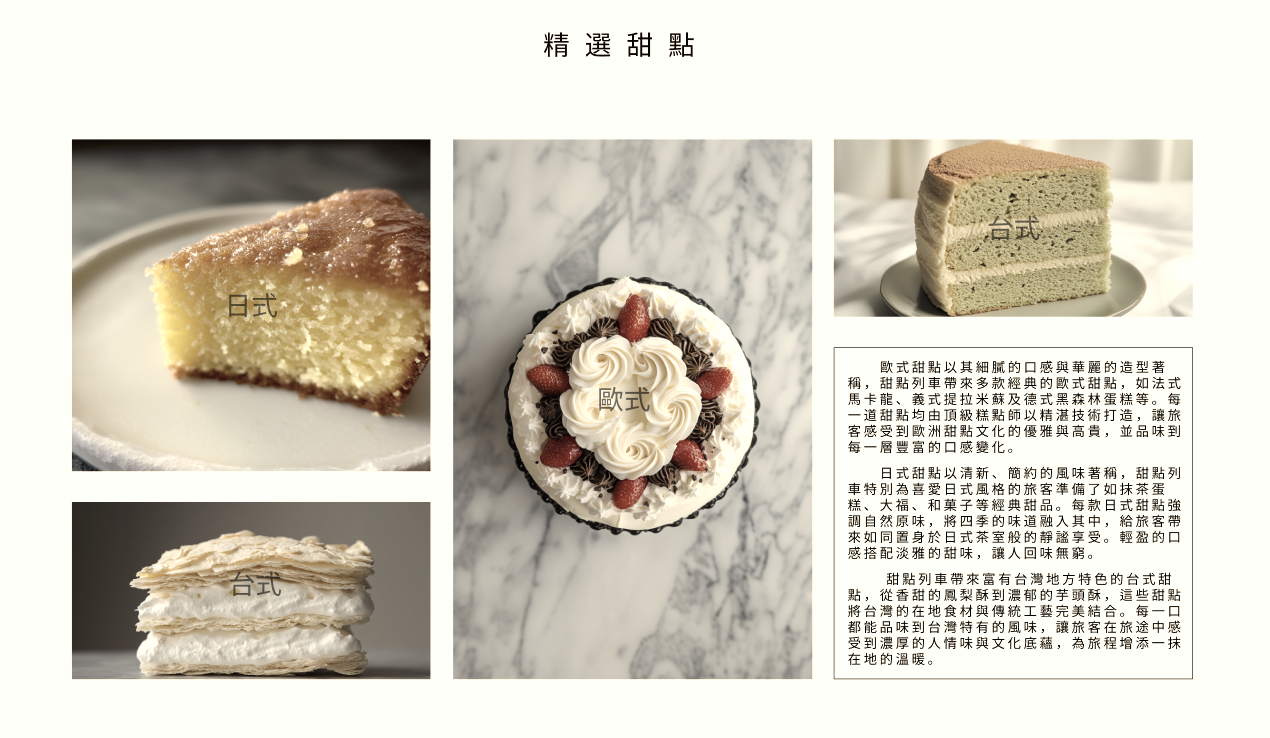 精選甜點
日式
歐式
台式
台式
歐式甜點以其細膩的口感與華麗的造型著
稱，甜點列車帶來多款經典的歐式甜點，如法式
馬卡龍、義式提拉米蘇及德式黑森林蛋糕等。每
一道甜點均由頂級糕點師以精湛技術打造，讓旅
客感受到歐洲甜點文化的優雅與高貴，並品味到
每一層豐富的口感變化。
日式甜點以清新、簡約的風味著稱，甜點列
車特別為喜愛日式風格的旅客準備了如抹茶蛋
糕、大福、和菓子等經典甜品。每款日式甜點強
調自然原味，將四季的味道融入其中，給旅客帶
來如同置身於日式茶室般的靜謐享受。輕盈的口
感搭配淡雅的甜味，讓人回味無窮。
甜點列車帶來富有台灣地方特色的台式甜
點，從香甜的鳳梨酥到濃郁的芋頭酥，這些甜點
將台灣的在地食材與傳統工藝完美結合。每一口
都能品味到台灣特有的風味，讓旅客在旅途中感
受到濃厚的人情味與文化底蘊，為旅程增添一抹
在地的溫暖。